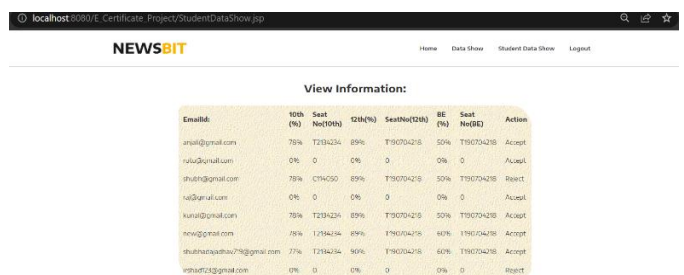 localhost:8080/E_Certificate_Project/StudentDataShow.jsp
NEWSBIT
Home Data Show Student Data Show Logout
View Information:
EmailId: 10th (%) Seat No(10th) 12th(%) SeatNo(12th) BE (%) Seat No(BE) Action
anjali@gmail.com 78% T2134234 89% T190704218 50% T190704218 Accept
rutu@gmail.com 0% 0 0% 0 0% 0 Accept
shubh@gmail.com 78% C114050 89% T190704218 50% T190704218 Reject
raj@gmail.com 0% 0 0% 0 0% 0 Accept
kunal@gmail.com 78% T2134234 89% T190704218 50% T190704218 Accept
new@gmail.com 78% T2134234 89% T190704218 60% T190704218 Accept
shubhadajadhav719@gmail.com 77% T2134234 90% T190704218 60% T190704218 Accept
irshad123@gmail.com 0% 0 0% 0 0% 0 Reject